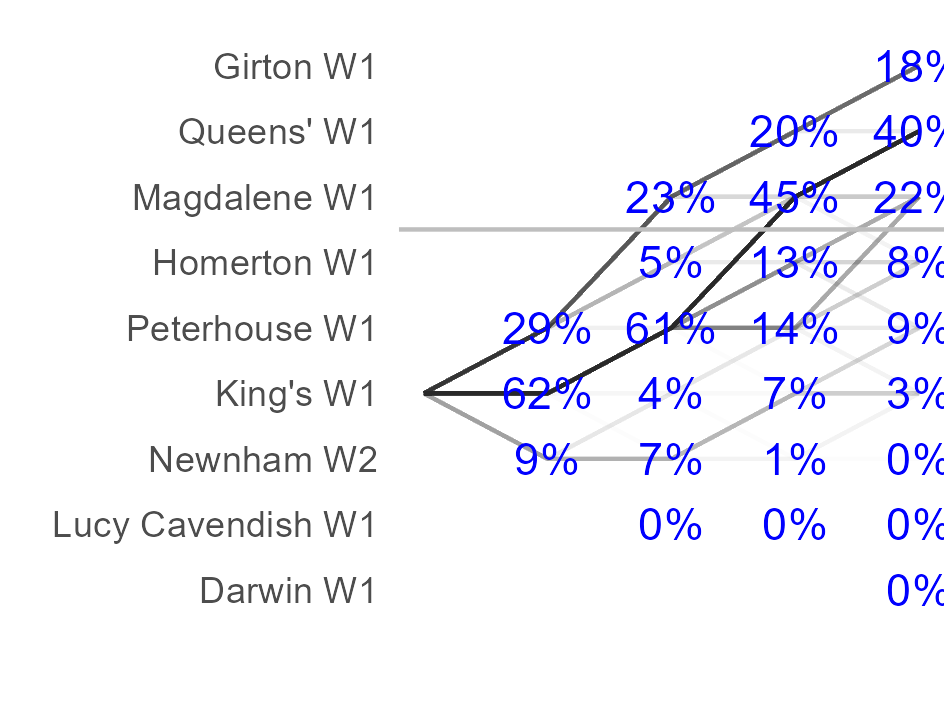 Girton W1 18%
Queens' W1 20% 40%
Magdalene W1 23% 45% 22%
Homerton W1 5% 13% 8%
Peterhouse W1 29% 61% 14% 9%
King's W1 62% 4% 7% 3%
Newnham W2 9% 7% 1% 0%
Lucy Cavendish W1 0% 0% 0%
Darwin W1 0%